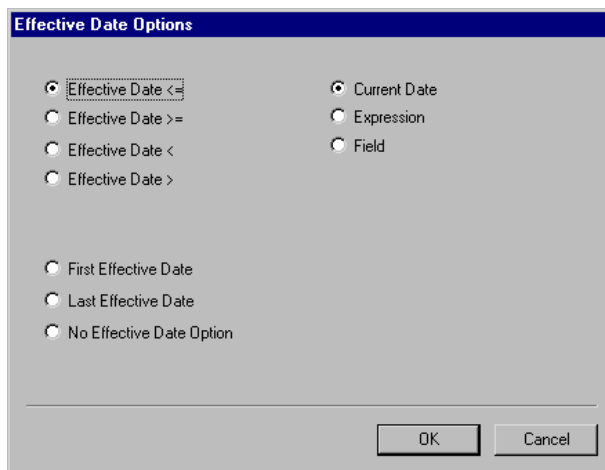 Effective Date Options
Effective Date <= Current Date
Effective Date >= Expression
Effective Date < Field
Effective Date >
First Effective Date
Last Effective Date
No Effective Date Option
OK Cancel